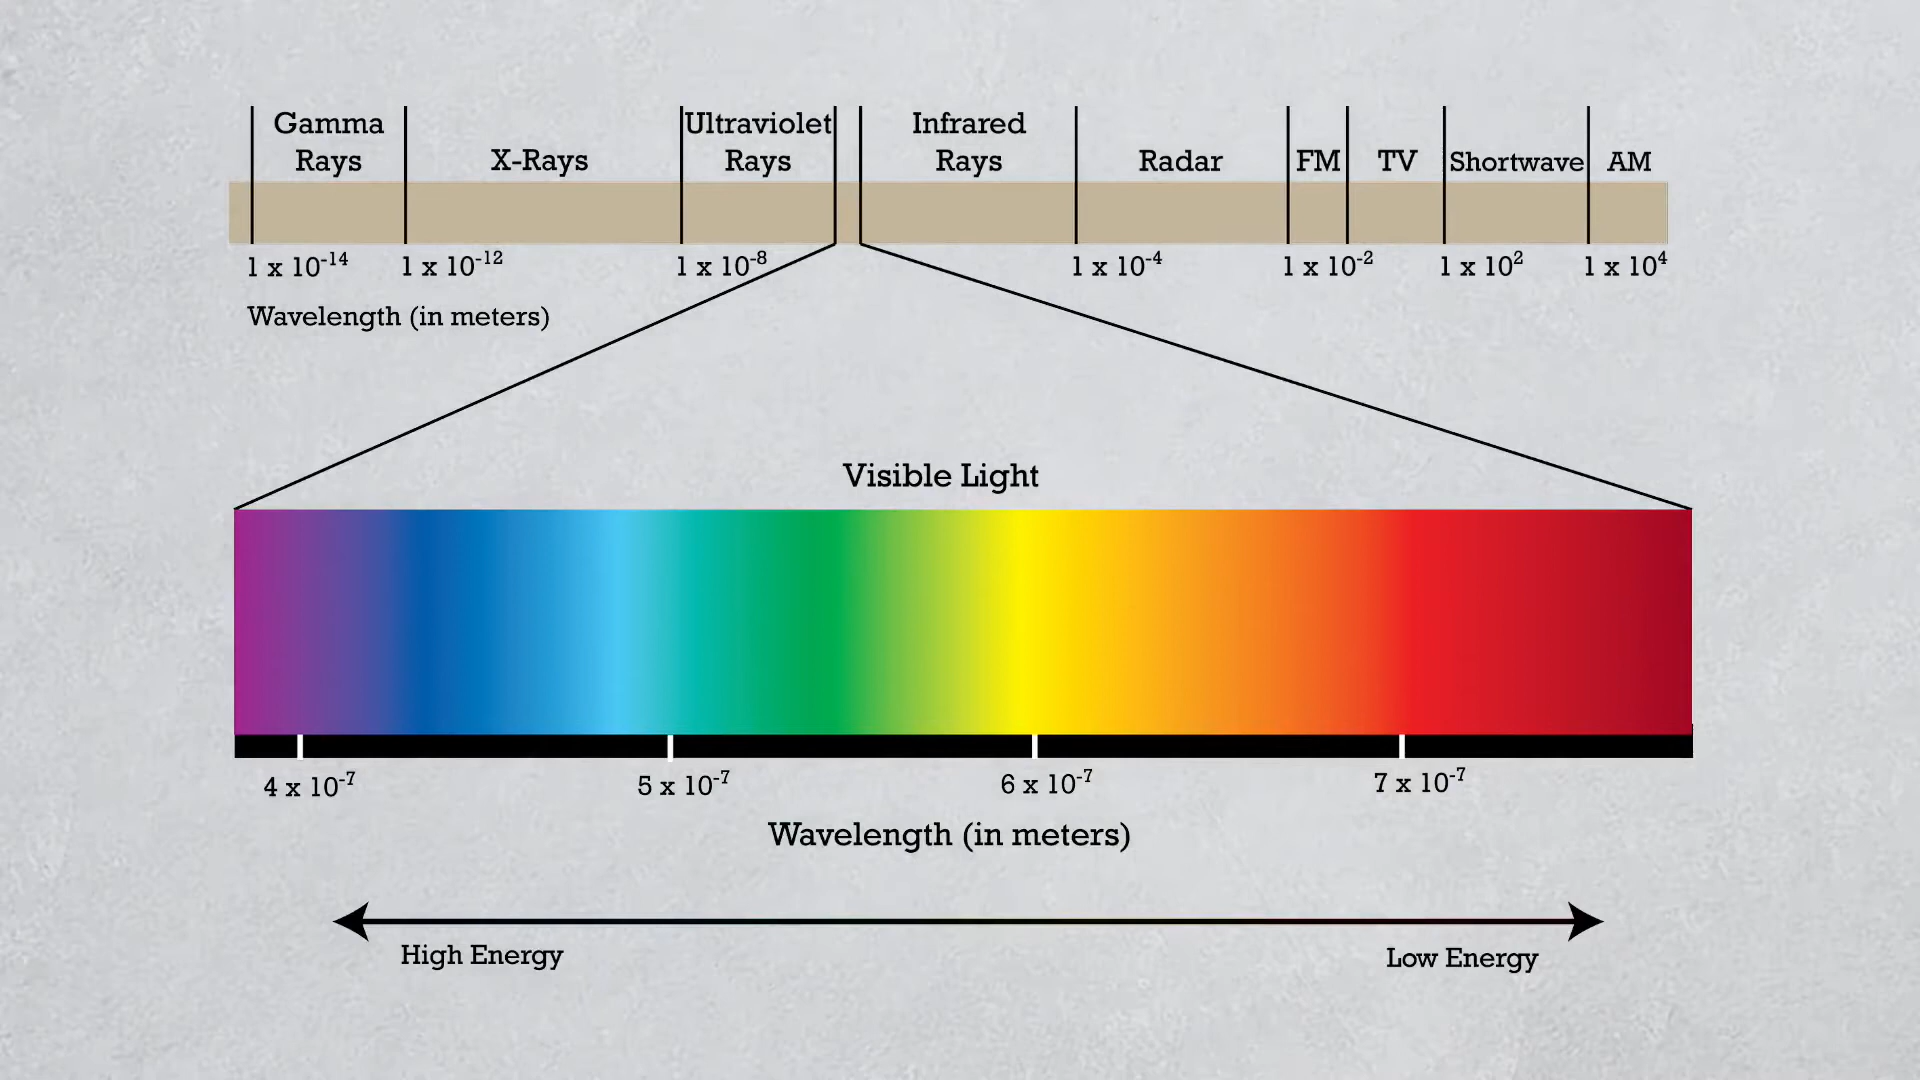 Gamma Rays
X-Rays
Ultraviolet Rays
Infrared Rays
Radar
FM
TV
Shortwave
AM
1 x 10⁻¹⁴
1 x 10⁻¹²
1 x 10⁻⁸
1 x 10⁻⁴
1 x 10⁻²
1 x 10²
1 x 10⁴
Wavelength (in meters)
Visible Light
4 x 10⁻⁷
5 x 10⁻⁷
6 x 10⁻⁷
7 x 10⁻⁷
Wavelength (in meters)
High Energy
Low Energy